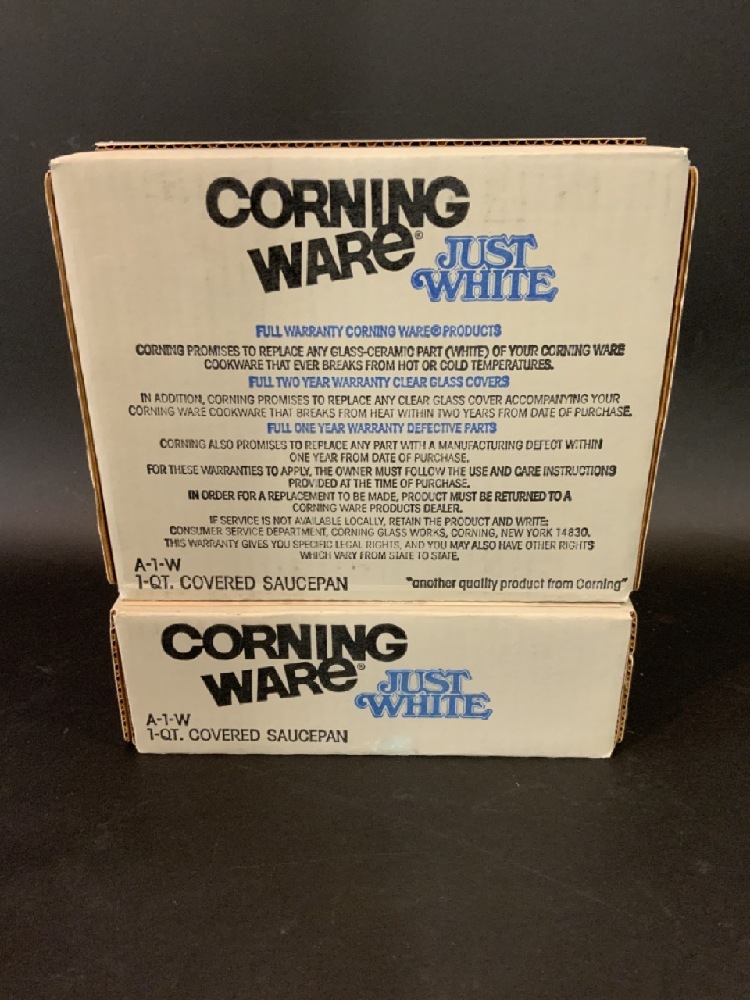 CORNING
WARe®
JUST
WHITE
FULL WARRANTY CORNING WARE® PRODUCTS
CORNING PROMISES TO REPLACE ANY GLASS-CERAMIC PART (WHITE) OF YOUR CORNING WARE
COOKWARE THAT EVER BREAKS FROM HOT OR COLD TEMPERATURES.
FULL TWO YEAR WARRANTY CLEAR GLASS COVERS
IN ADDITION, CORNING PROMISES TO REPLACE ANY CLEAR GLASS COVER ACCOMPANYING YOUR
CORNING WARE COOKWARE THAT BREAKS FROM HEAT WITHIN TWO YEARS FROM DATE OF PURCHASE.
FULL ONE YEAR WARRANTY DEFECTIVE PARTS
CORNING ALSO PROMISES TO REPLACE ANY PART WITH A MANUFACTURING DEFECT WITHIN
ONE YEAR FROM DATE OF PURCHASE.
FOR THESE WARRANTIES TO APPLY, THE OWNER MUST FOLLOW THE USE AND CARE INSTRUCTIONS
PROVIDED AT THE TIME OF PURCHASE.
IN ORDER FOR A REPLACEMENT TO BE MADE, PRODUCT MUST BE RETURNED TO A
CORNING WARE PRODUCTS DEALER.
IF SERVICE IS NOT AVAILABLE LOCALLY, RETAIN THE PRODUCT AND WRITE:
CONSUMER SERVICE DEPARTMENT, CORNING GLASS WORKS, CORNING, NEW YORK 14830.
THIS WARRANTY GIVES YOU SPECIFIC LEGAL RIGHTS, AND YOU MAY ALSO HAVE OTHER RIGHTS
WHICH VARY FROM STATE TO STATE.
A-1-W
1-QT. COVERED SAUCEPAN
"another quality product from Corning"
CORNING
WARe®
JUST
WHITE
A-1-W
1-QT. COVERED SAUCEPAN